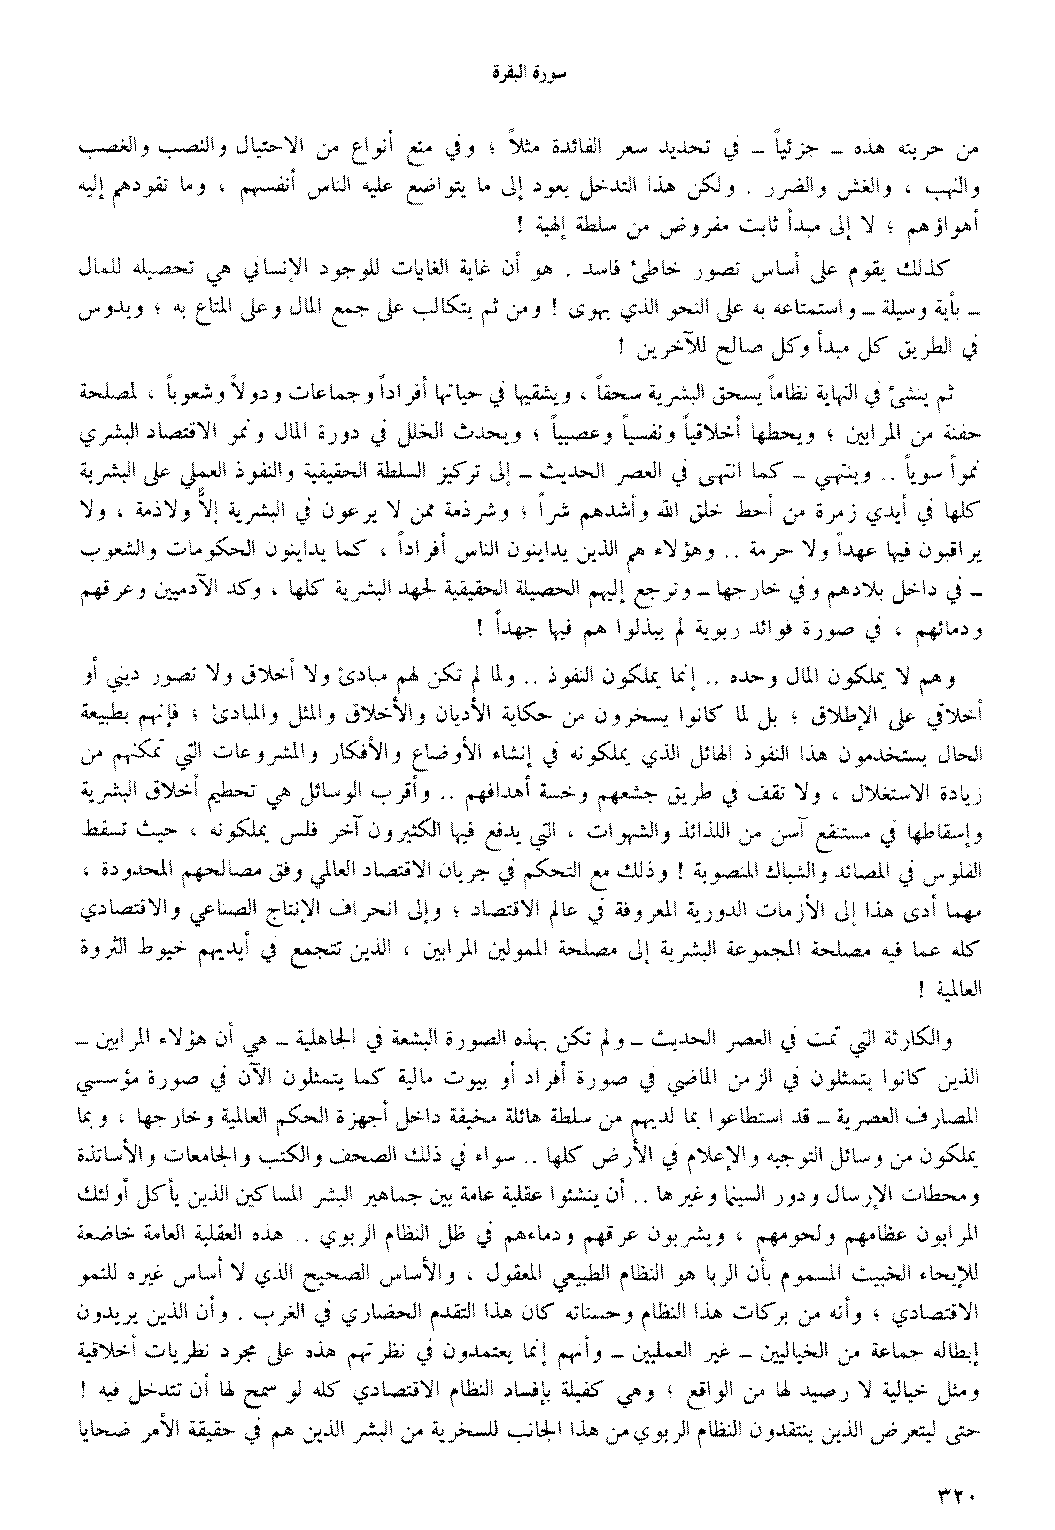 سورة البقرة
من حريته هذه – جزئياً – في تحديد سعر الفائدة مثلاً ؛ وفي منع أنواع من الاحتيال والنصب والغصب
والنهب ، والغش والضرر . ولكن هذا التدخل يعود إلى ما يتواضع عليه الناس أنفسهم ، وما تقودهم إليه
أهواؤهم ؛ لا إلى مبدأ ثابت مفروض من سلطة إلهية !
كذلك يقوم على أساس تصور خاطئ فاسد . هو أن غاية الغايات للوجود الإنساني هي تحصيله للمال
– بأية وسيلة – واستمتاعه به على النحو الذي يهوى ! ومن ثم يتكالب على جمع المال وعلى المتاع به ؛ ويدوس
في الطريق كل مبدأ وكل صالح للآخرين !
ثم ينشئ في النهاية نظاماً يسحق البشرية سحقاً ، ويشقيها في حياتها أفراداً وجماعات ودولاً وشعوباً ، لمصلحة
حفنة من المرابين ؛ ويحطها أخلاقياً ونفسياً وعصبياً ؛ ويحدث الخلل في دورة المال ونمو الاقتصاد البشري
نمواً سوياً .. وينتهي – كما انتهى في العصر الحديث – إلى تركيز السلطة الحقيقية والنفوذ العملي على البشرية
كلها في أيدي زمرة من أحط خلق الله وأشدهم شراً ؛ وشرذمة ممن لا يرعون في البشرية إلاًّ ولاذمة ، ولا
يراقبون فيها عهداً ولا حرمة .. وهؤلاء هم الذين يداينون الناس أفراداً ، كما يداينون الحكومات والشعوب
– في داخل بلادهم وفي خارجها – وترجع إليهم الحصيلة الحقيقية لجهد البشرية كلها ، وكد الآدميين وعرقهم
ودمائهم ، في صورة فوائد ربوية لم يبذلوا هم فيها جهداً !
وهم لا يملكون المال وحده .. إنما يملكون النفوذ .. ولما لم تكن لهم مبادئ ولا أخلاق ولا تصور ديني أو
أخلاقي على الإطلاق ؛ بل لما كانوا يسخرون من حكاية الأديان والأخلاق والمثل والمبادئ ؛ فإنهم بطبيعة
الحال يستخدمون هذا النفوذ الهائل الذي يملكونه في إنشاء الأوضاع والأفكار والمشروعات التي تمكنهم من
زيادة الاستغلال ، ولا تقف في طريق جشعهم وخسة أهدافهم .. وأقرب الوسائل هي تحطيم أخلاق البشرية
وإسقاطها في مستنقع آسن من اللذائذ والشهوات ، التي يدفع فيها الكثيرون آخر فلس يملكونه ، حيث تسقط
الفلوس في المصائد والشباك المنصوبة ! وذلك مع التحكم في جريان الاقتصاد العالمي وفق مصالحهم المحدودة ،
مهما أدى هذا إلى الأزمات الدورية المعروفة في عالم الاقتصاد ؛ وإلى انحراف الإنتاج الصناعي والاقتصادي
كله عما فيه مصلحة المجموعة البشرية إلى مصلحة الممولين المرابين ، الذين تتجمع في أيديهم خيوط الثروة
العالمية !
والكارثة التي تمت في العصر الحديث – ولم تكن بهذه الصورة البشعة في الجاهلية – هي أن هؤلاء المرابين –
الذين كانوا يتمثلون في الزمن الماضي في صورة أفراد أو بيوت مالية كما يتمثلون الآن في صورة مؤسسي
المصارف العصرية – قد استطاعوا بما لديهم من سلطة هائلة مخيفة داخل أجهزة الحكم العالمية وخارجها ، وبما
يملكون من وسائل التوجيه والإعلام في الأرض كلها .. سواء في ذلك الصحف والكتب والجامعات والأساتذة
ومحطات الإرسال ودور السينما وغيرها .. أن ينشئوا عقلية عامة بين جماهير البشر المساكين الذين يأكل أولئك
المرابون عظامهم ولحومهم ، ويشربون عرقهم ودماءهم في ظل النظام الربوي .. هذه العقلية العامة خاضعة
للإيحاء الخبيث المسموم بأن الربا هو النظام الطبيعي المعقول ، والأساس الصحيح الذي لا أساس غيره للنمو
الاقتصادي ؛ وأنه من بركات هذا النظام وحسناته كان هذا التقدم الحضاري في الغرب . وأن الذين يريدون
إبطاله جماعة من الخياليين – غير العمليين – وأنهم إنما يعتمدون في نظرتهم هذه على مجرد نظريات أخلاقية
ومثل خيالية لا رصيد لها من الواقع ؛ وهي كفيلة بإفساد النظام الاقتصادي كله لو سمح لها أن تتدخل فيه !
حتى ليتعرض الذين ينتقدون النظام الربوي من هذا الجانب للسخرية من البشر الذين هم في حقيقة الأمر ضحايا
٣٢٠